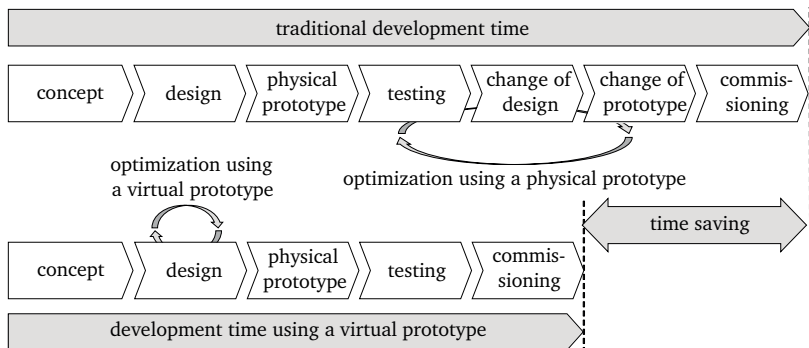 traditional development time
concept
design
physical
prototype
testing
change of
design
change of
prototype
commis-
sioning
optimization using
a virtual prototype
optimization using a physical prototype
time saving
concept
design
physical
prototype
testing
commis-
sioning
development time using a virtual prototype